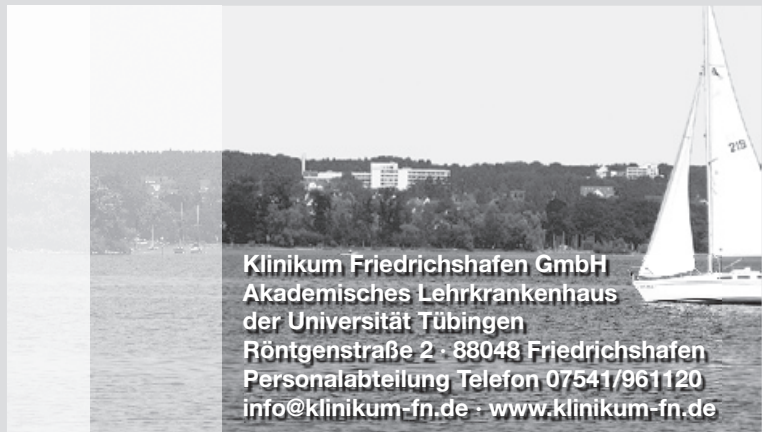 219
Klinikum Friedrichshafen GmbH
Akademisches Lehrkrankenhaus
der Universität Tübingen
Röntgenstraße 2 · 88048 Friedrichshafen
Personalabteilung Telefon 07541/961120
info@klinikum-fn.de · www.klinikum-fn.de